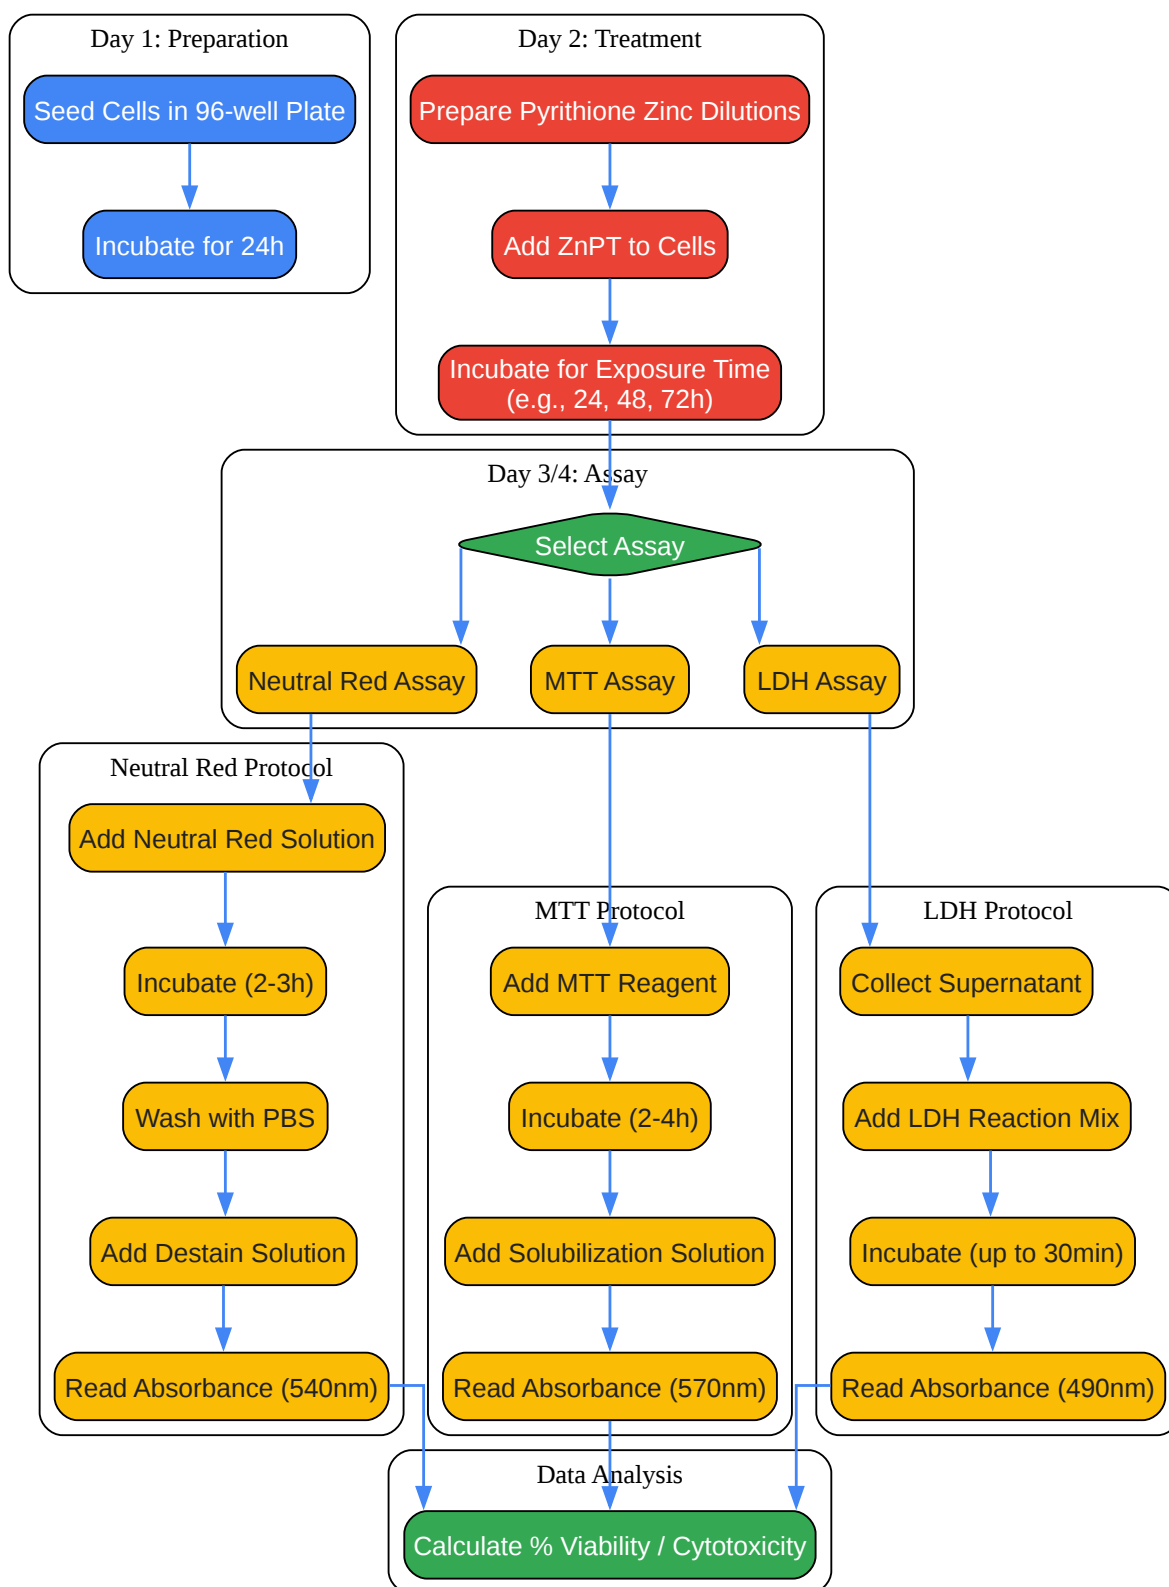 Day 1: Preparation
Seed Cells in 96-well Plate
Incubate for 24h
Day 2: Treatment
Prepare Pyrithione Zinc Dilutions
Add ZnPT to Cells
Incubate for Exposure Time
(e.g., 24, 48, 72h)
Day 3/4: Assay
Select Assay
Neutral Red Assay
MTT Assay
LDH Assay
Neutral Red Protocol
Add Neutral Red Solution
Incubate (2-3h)
Wash with PBS
Add Destain Solution
Read Absorbance (540nm)
MTT Protocol
Add MTT Reagent
Incubate (2-4h)
Add Solubilization Solution
Read Absorbance (570nm)
LDH Protocol
Collect Supernatant
Add LDH Reaction Mix
Incubate (up to 30min)
Read Absorbance (490nm)
Data Analysis
Calculate % Viability / Cytotoxicity